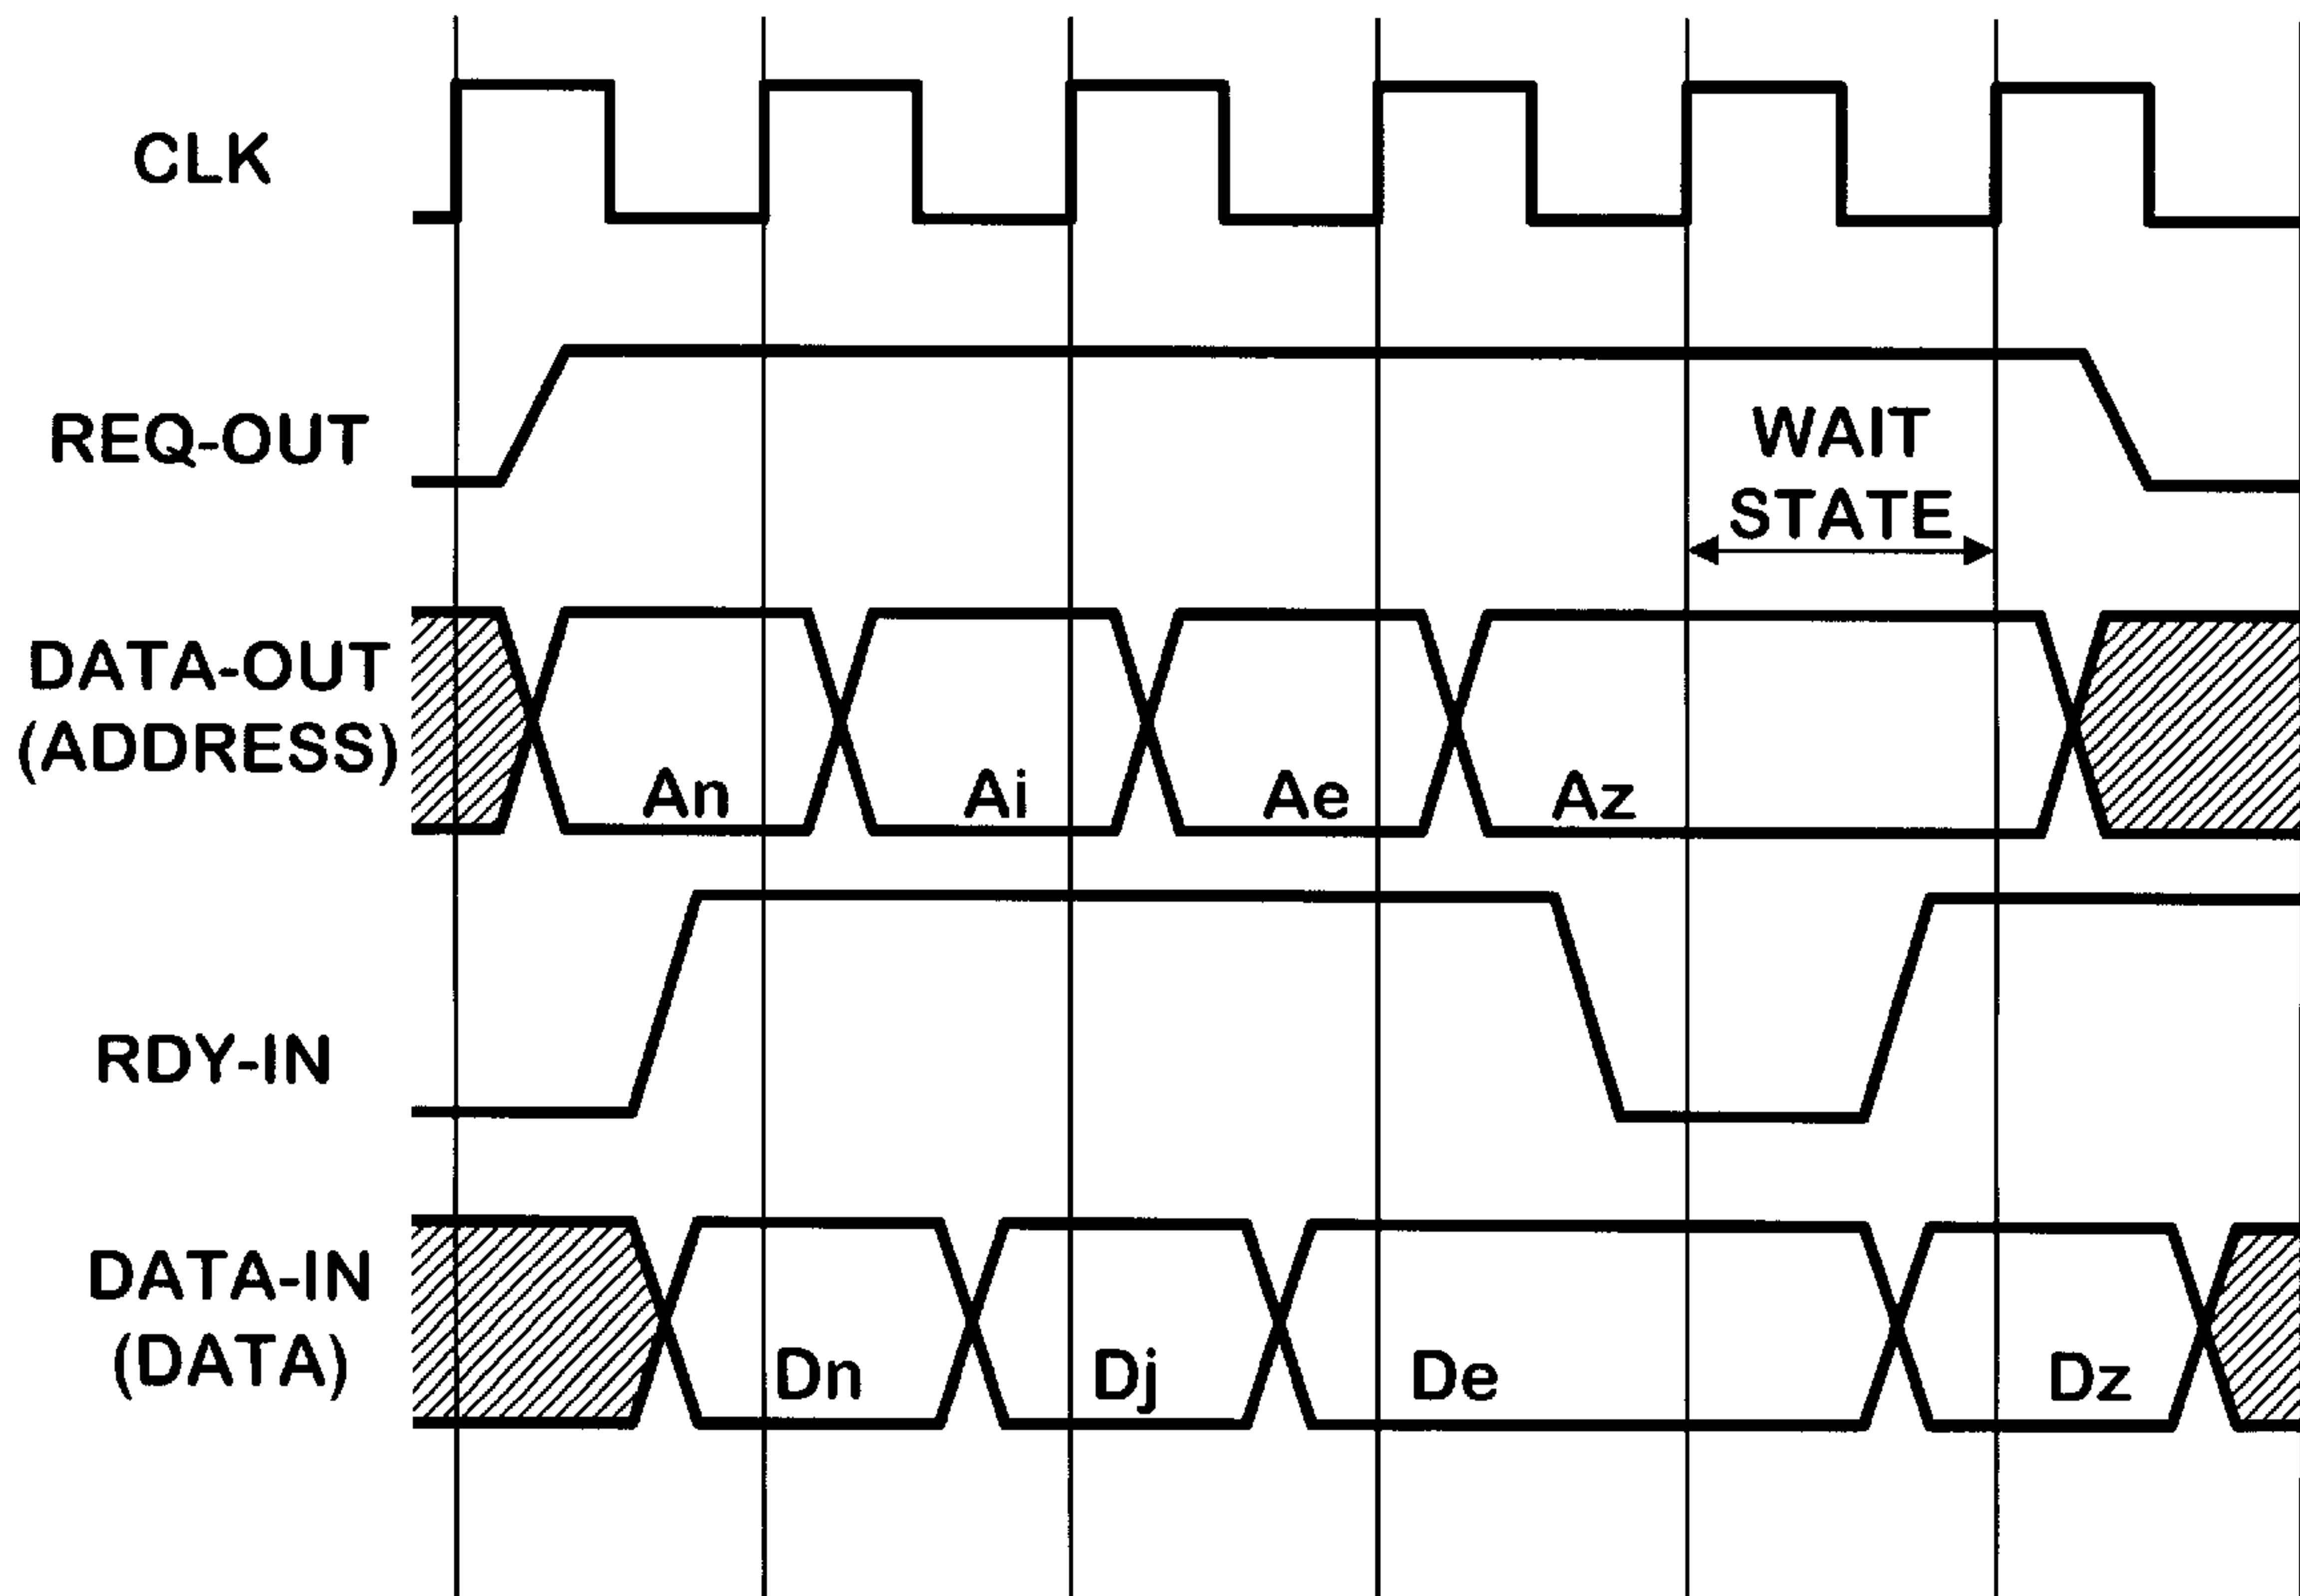 CLK
REQ-OUT
WAIT
STATE
DATA-OUT
(ADDRESS)
An
Ai
Ae
Az
RDY-IN
DATA-IN
(DATA)
Dn
Dj
De
Dz